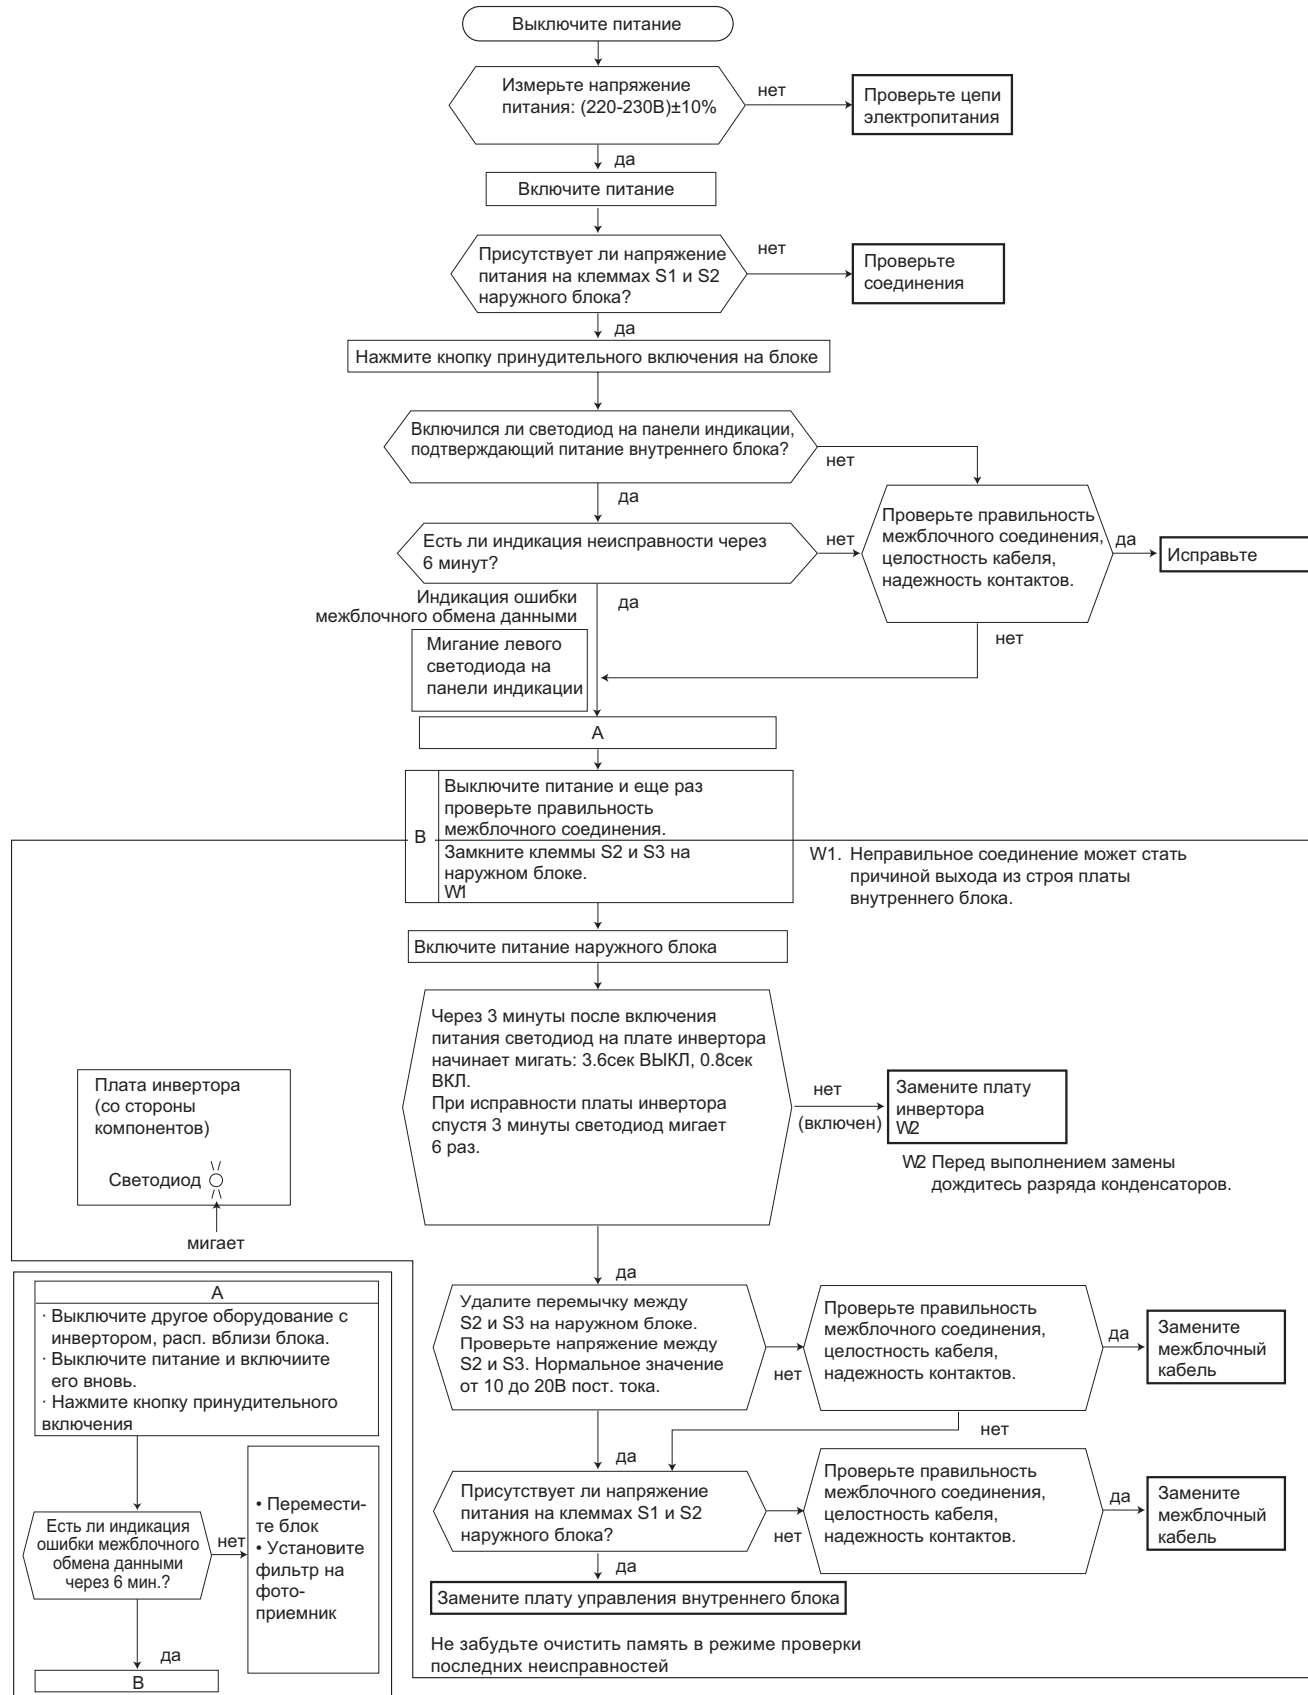 Выключите питание
Измерьте напряжение
питания: (220-230В)±10%
нет
Проверьте цепи
электропитания
да
Включите питание
Присутствует ли напряжение
питания на клеммах S1 и S2
наружного блока?
нет
Проверьте
соединения
да
Нажмите кнопку принудительного включения на блоке
Включился ли светодиод на панели индикации,
подтверждающий питание внутреннего блока?
нет
да
Проверьте правильность
межблочного соединения,
целостность кабеля,
надежность контактов.
да
Исправьте
Есть ли индикация неисправности через
6 минут?
нет
Индикация ошибки
межблочного обмена данными
да
нет
Мигание левого
светодиода на
панели индикации
A
B
Выключите питание и еще раз
проверьте правильность
межблочного соединения.
Замкните клеммы S2 и S3 на
наружном блоке.
W1
W1. Неправильное соединение может стать
причиной выхода из строя платы
внутреннего блока.
Включите питание наружного блока
Через 3 минуты после включения
питания светодиод на плате инвертора
начинает мигать: 3.6сек ВЫКЛ, 0.8сек
ВКЛ.
При исправности платы инвертора
спустя 3 минуты светодиод мигает
6 раз.
нет
(включен)
Замените плату
инвертора
W2
W2 Перед выполнением замены
дождитесь разряда конденсаторов.
Плата инвертора
(со стороны
компонентов)
Светодиод
мигает
да
Удалите перемычку между
S2 и S3 на наружном блоке.
Проверьте напряжение между
S2 и S3. Нормальное значение
от 10 до 20В пост. тока.
нет
Проверьте правильность
межблочного соединения,
целостность кабеля,
надежность контактов.
да
Замените
межблочный
кабель
нет
да
Присутствует ли напряжение
питания на клеммах S1 и S2
наружного блока?
нет
Проверьте правильность
межблочного соединения,
целостность кабеля,
надежность контактов.
да
Замените
межблочный
кабель
да
Замените плату управления внутреннего блока
Не забудьте очистить память в режиме проверки
последних неисправностей
A
· Выключите другое оборудование с
инвертором, расп. вблизи блока.
· Выключите питание и включиите
его вновь.
· Нажмите кнопку принудительного
включения
Есть ли индикация
ошибки межблочного
обмена данными
через 6 мин.?
нет
• Перемести-
те блок
• Установите
фильтр на
фото-
приемник
да
B